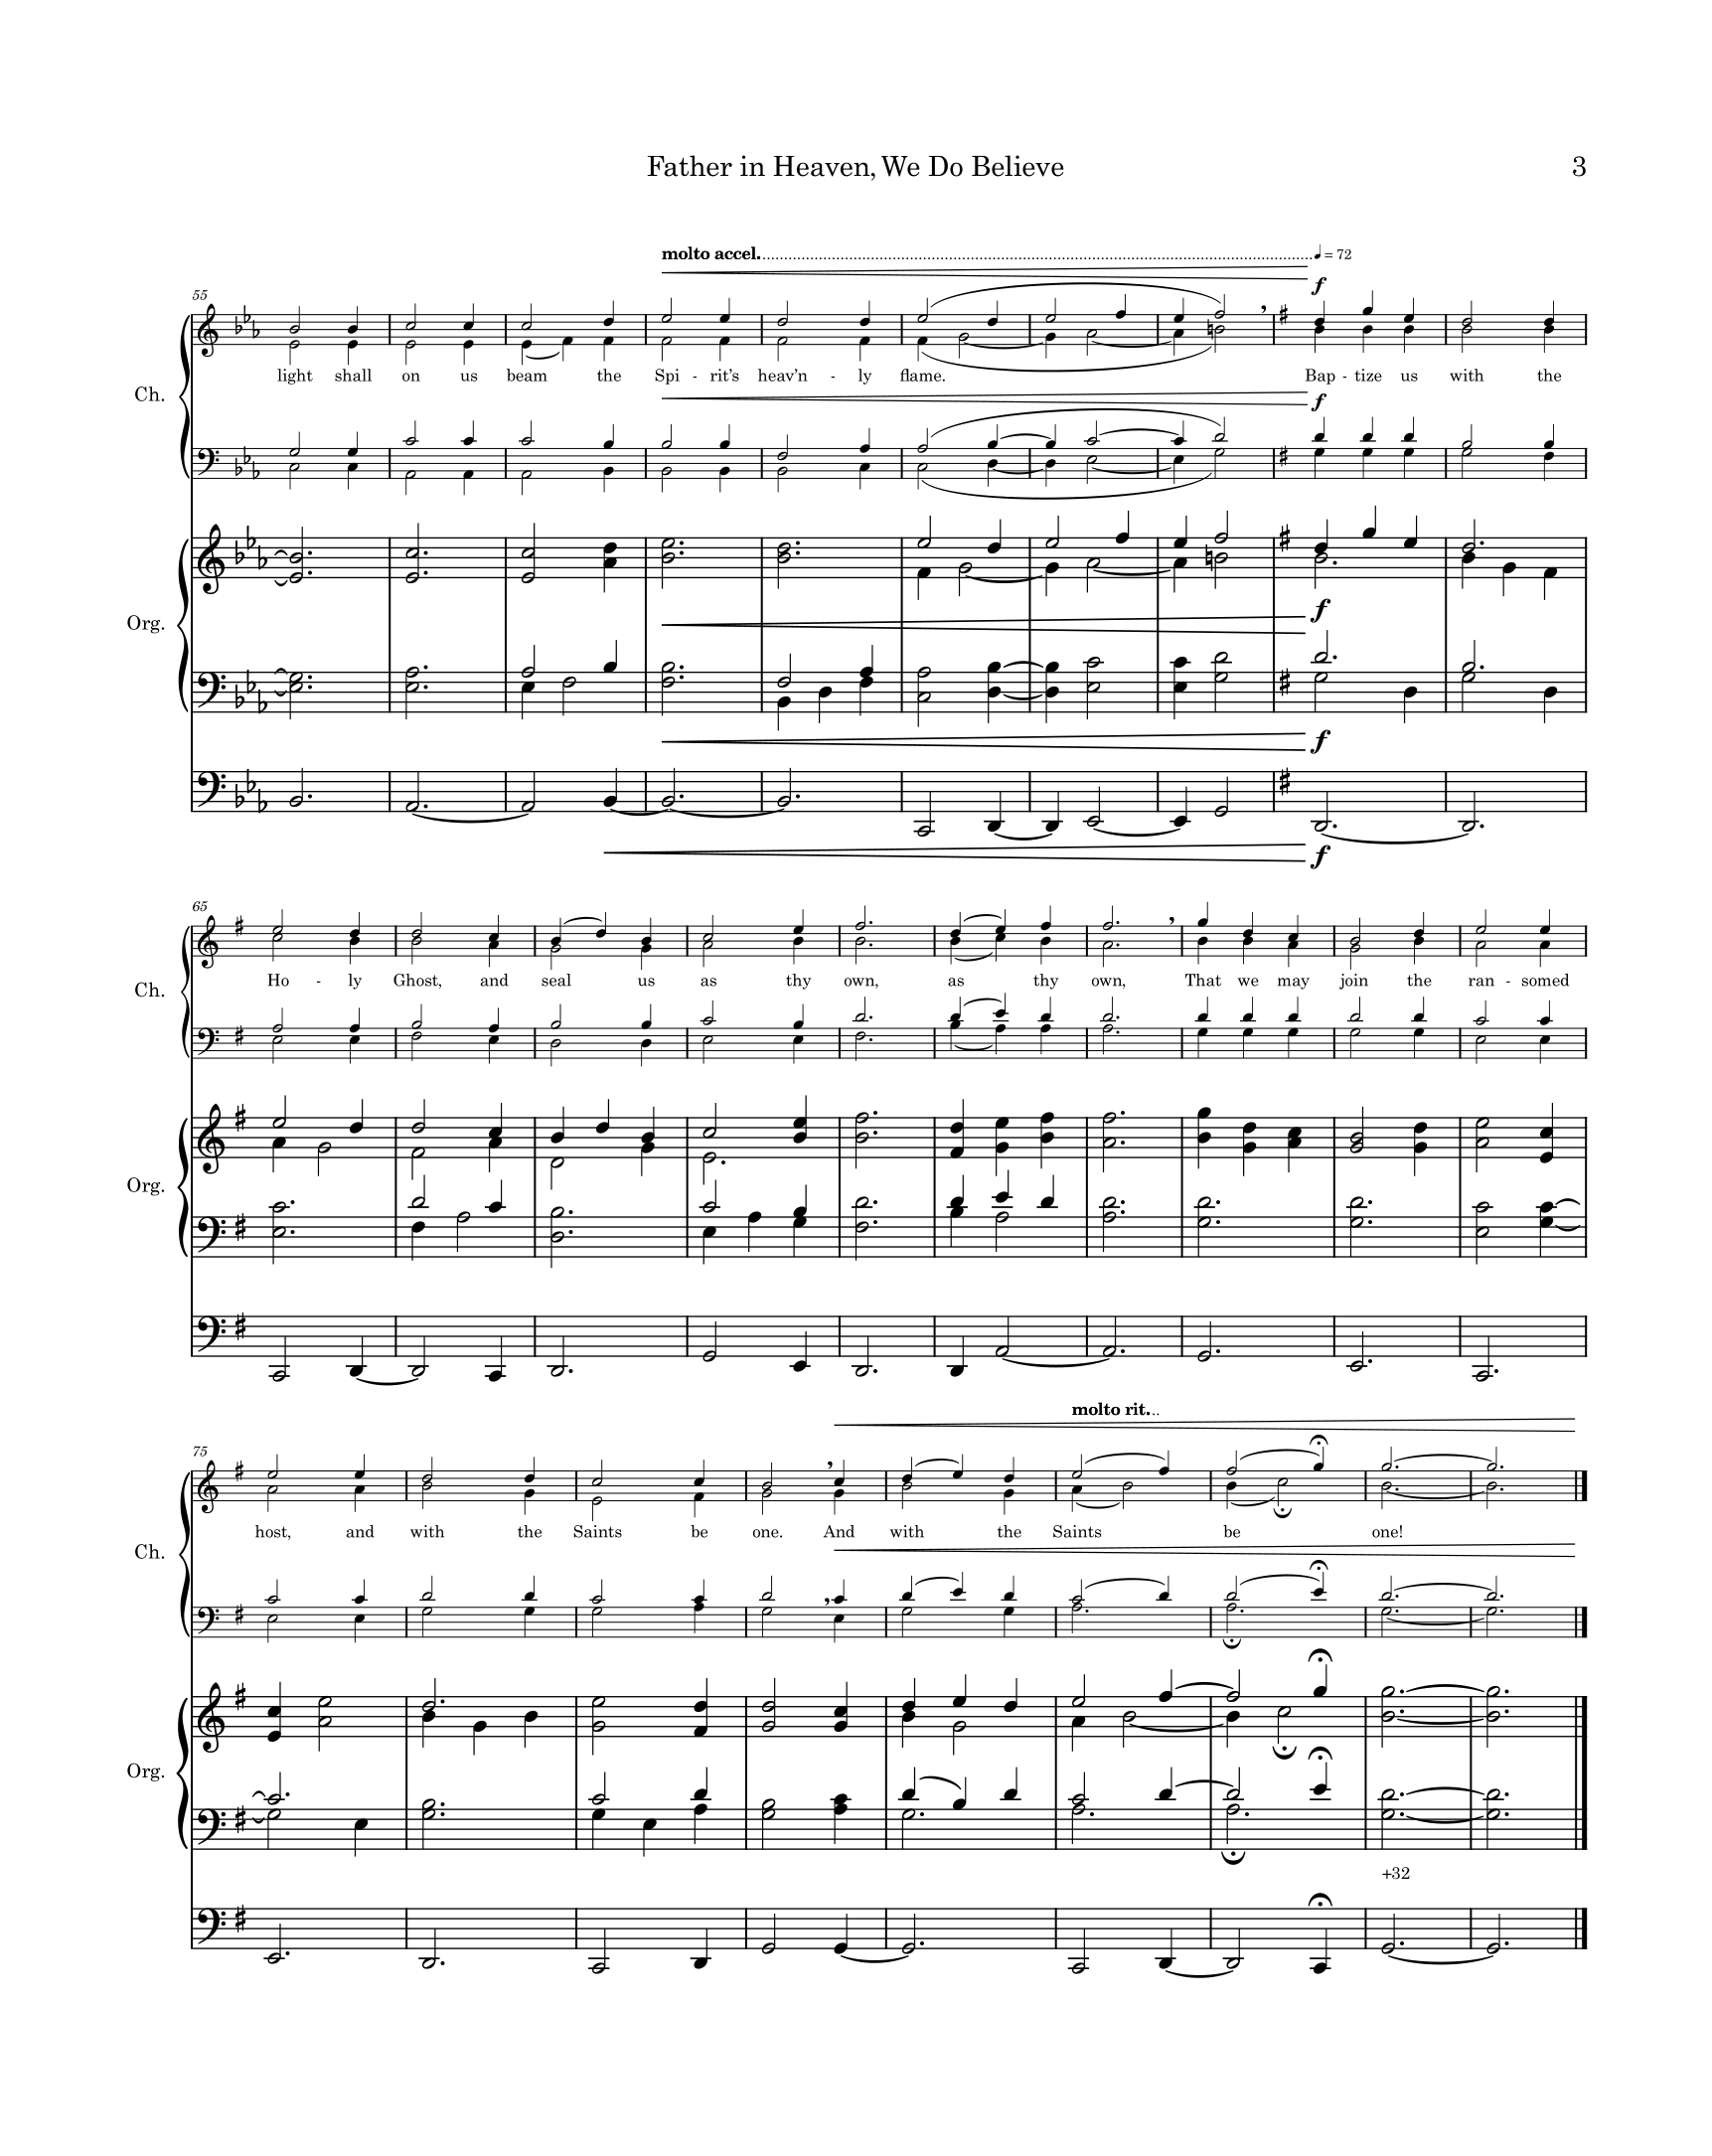 Father in Heaven, We Do Believe 3
molto accel. ♩ = 72
f
55
light shall on us beam the Spi - rit’s heav’n - ly flame. Bap - tize us with the
Ch.
f
Org.
f
f
f
65
Ho - ly Ghost, and seal us as thy own, as thy own, That we may join the ran - somed
Ch.
Org.
molto rit.
75
host, and with the Saints be one. And with the Saints be one!
Ch.
Org.
+32